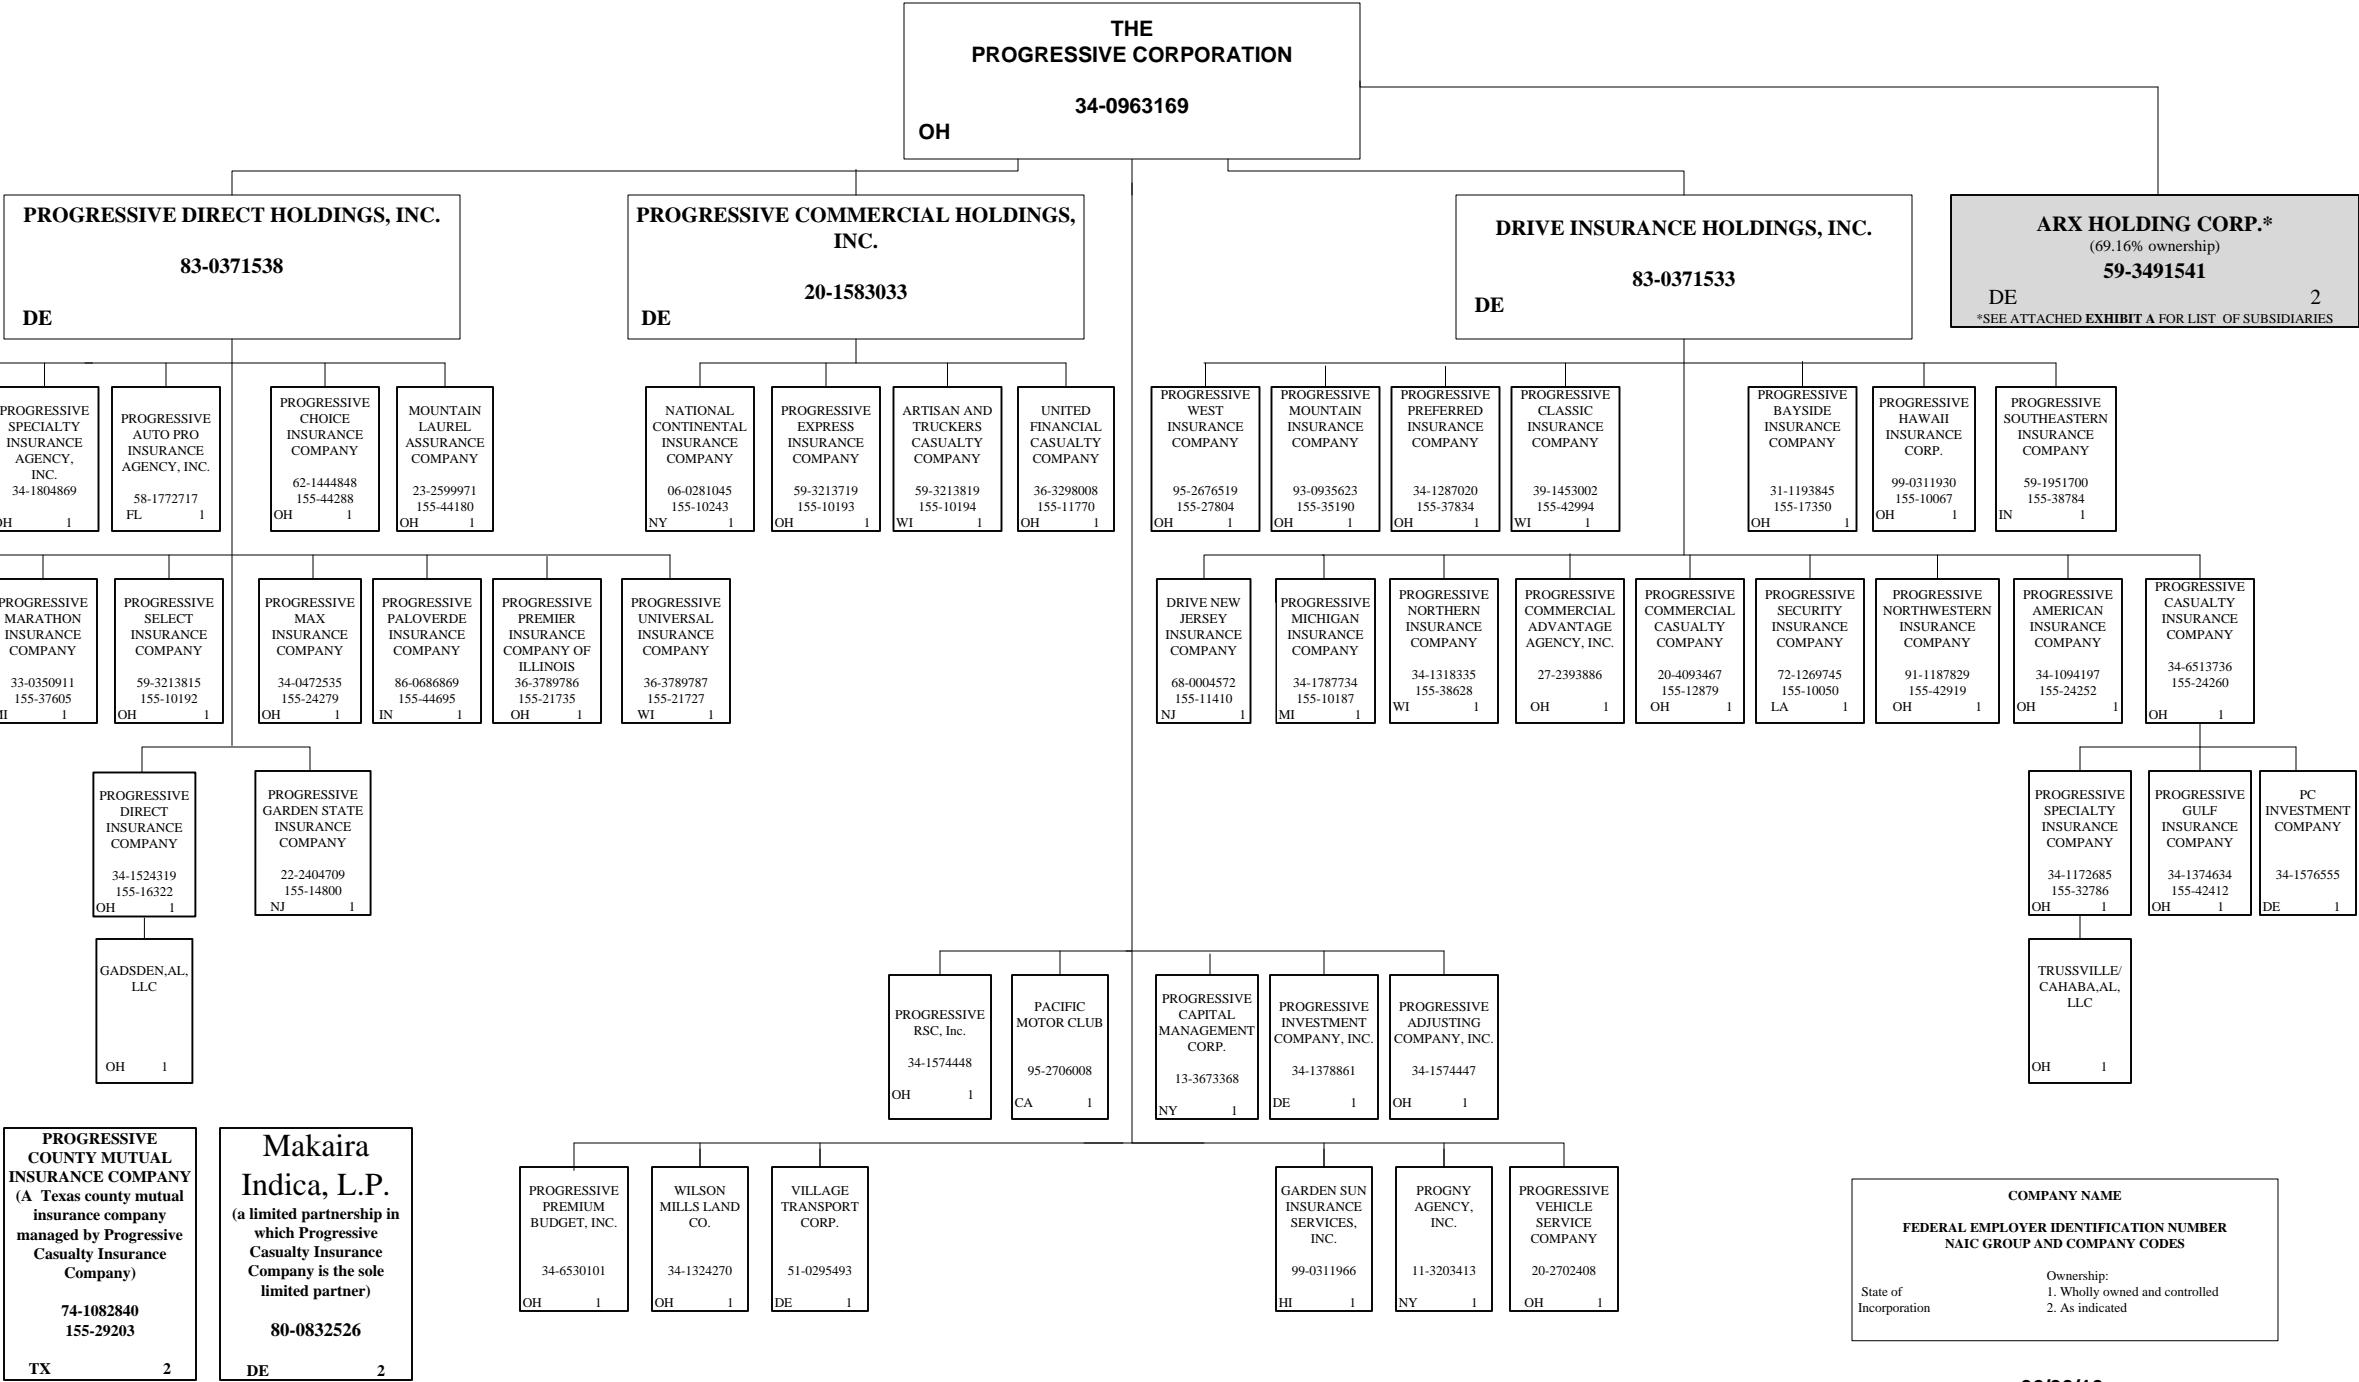 THE
PROGRESSIVE CORPORATION
34-0963169
OH
PROGRESSIVE DIRECT HOLDINGS, INC.
83-0371538
DE
PROGRESSIVE COMMERCIAL HOLDINGS,
INC.
20-1583033
DE
DRIVE INSURANCE HOLDINGS, INC.
83-0371533
DE
ARX HOLDING CORP.*
(69.16% ownership)
59-3491541
DE 2
*SEE ATTACHED EXHIBIT A FOR LIST OF SUBSIDIARIES
PROGRESSIVE
SPECIALTY
INSURANCE
AGENCY,
INC.
34-1804869
OH 1
PROGRESSIVE
AUTO PRO
INSURANCE
AGENCY, INC.
58-1772717
FL 1
PROGRESSIVE
CHOICE
INSURANCE
COMPANY
62-1444848
155-44288
OH 1
MOUNTAIN
LAUREL
ASSURANCE
COMPANY
23-2599971
155-44180
OH 1
NATIONAL
CONTINENTAL
INSURANCE
COMPANY
06-0281045
155-10243
NY 1
PROGRESSIVE
EXPRESS
INSURANCE
COMPANY
59-3213719
155-10193
OH 1
ARTISAN AND
TRUCKERS
CASUALTY
COMPANY
59-3213819
155-10194
WI 1
UNITED
FINANCIAL
CASUALTY
COMPANY
36-3298008
155-11770
OH 1
PROGRESSIVE
WEST
INSURANCE
COMPANY
95-2676519
155-27804
OH 1
PROGRESSIVE
MOUNTAIN
INSURANCE
COMPANY
93-0935623
155-35190
OH 1
PROGRESSIVE
PREFERRED
INSURANCE
COMPANY
34-1287020
155-37834
OH 1
PROGRESSIVE
CLASSIC
INSURANCE
COMPANY
39-1453002
155-42994
WI 1
PROGRESSIVE
BAYSIDE
INSURANCE
COMPANY
31-1193845
155-17350
OH 1
PROGRESSIVE
HAWAII
INSURANCE
CORP.
99-0311930
155-10067
OH 1
PROGRESSIVE
SOUTHEASTERN
INSURANCE
COMPANY
59-1951700
155-38784
IN 1
PROGRESSIVE
MARATHON
INSURANCE
COMPANY
33-0350911
155-37605
MI 1
PROGRESSIVE
SELECT
INSURANCE
COMPANY
59-3213815
155-10192
OH 1
PROGRESSIVE
MAX
INSURANCE
COMPANY
34-0472535
155-24279
OH 1
PROGRESSIVE
PALOVERDE
INSURANCE
COMPANY
86-0686869
155-44695
IN 1
PROGRESSIVE
PREMIER
INSURANCE
COMPANY OF
ILLINOIS
36-3789786
155-21735
OH 1
PROGRESSIVE
UNIVERSAL
INSURANCE
COMPANY
36-3789787
155-21727
WI 1
DRIVE NEW
JERSEY
INSURANCE
COMPANY
68-0004572
155-11410
NJ 1
PROGRESSIVE
MICHIGAN
INSURANCE
COMPANY
34-1787734
155-10187
MI 1
PROGRESSIVE
NORTHERN
INSURANCE
COMPANY
34-1318335
155-38628
WI 1
PROGRESSIVE
COMMERCIAL
ADVANTAGE
AGENCY, INC.
27-2393886
OH 1
PROGRESSIVE
COMMERCIAL
CASUALTY
COMPANY
20-4093467
155-12879
OH 1
PROGRESSIVE
SECURITY
INSURANCE
COMPANY
72-1269745
155-10050
LA 1
PROGRESSIVE
NORTHWESTERN
INSURANCE
COMPANY
91-1187829
155-42919
OH 1
PROGRESSIVE
AMERICAN
INSURANCE
COMPANY
34-1094197
155-24252
OH 1
PROGRESSIVE
CASUALTY
INSURANCE
COMPANY
34-6513736
155-24260
OH 1
PROGRESSIVE
DIRECT
INSURANCE
COMPANY
34-1524319
155-16322
OH 1
PROGRESSIVE
GARDEN STATE
INSURANCE
COMPANY
22-2404709
155-14800
NJ 1
PROGRESSIVE
SPECIALTY
INSURANCE
COMPANY
34-1172685
155-32786
OH 1
PROGRESSIVE
GULF
INSURANCE
COMPANY
34-1374634
155-42412
OH 1
PC
INVESTMENT
COMPANY
34-1576555
DE 1
GADSDEN,AL,
LLC
OH 1
PROGRESSIVE
RSC, Inc.
34-1574448
OH 1
PACIFIC
MOTOR CLUB
95-2706008
CA 1
PROGRESSIVE
CAPITAL
MANAGEMENT
CORP.
13-3673368
NY 1
PROGRESSIVE
INVESTMENT
COMPANY, INC.
34-1378861
DE 1
PROGRESSIVE
ADJUSTING
COMPANY, INC.
34-1574447
OH 1
TRUSSVILLE/
CAHABA,AL,
LLC
OH 1
PROGRESSIVE
COUNTY MUTUAL
INSURANCE COMPANY
(A Texas county mutual
insurance company
managed by Progressive
Casualty Insurance
Company)
74-1082840
155-29203
TX 2
Makaira
Indica, L.P.
(a limited partnership in
which Progressive
Casualty Insurance
Company is the sole
limited partner)
80-0832526
DE 2
PROGRESSIVE
PREMIUM
BUDGET, INC.
34-6530101
OH 1
WILSON
MILLS LAND
CO.
34-1324270
OH 1
VILLAGE
TRANSPORT
CORP.
51-0295493
DE 1
GARDEN SUN
INSURANCE
SERVICES,
INC.
99-0311966
HI 1
PROGNY
AGENCY,
INC.
11-3203413
NY 1
PROGRESSIVE
VEHICLE
SERVICE
COMPANY
20-2702408
OH 1
COMPANY NAME
FEDERAL EMPLOYER IDENTIFICATION NUMBER
NAIC GROUP AND COMPANY CODES
Ownership:
State of 1. Wholly owned and controlled
Incorporation 2. As indicated